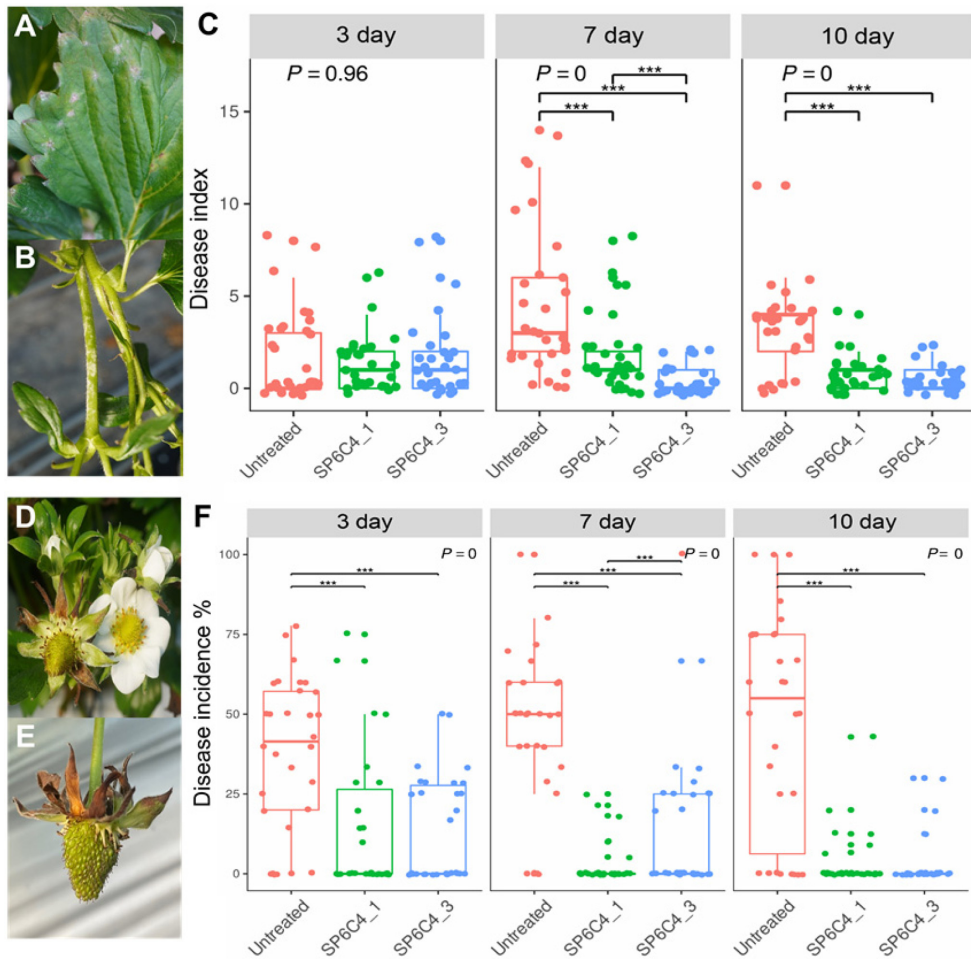 A
B
C
3 day
7 day
10 day
P = 0.96
P = 0
***
***
***
P = 0
***
***
Disease index
15
10
5
0
Untreated
SP6C4_1
SP6C4_3
Untreated
SP6C4_1
SP6C4_3
Untreated
SP6C4_1
SP6C4_3
D
E
F
3 day
7 day
10 day
P = 0
***
***
P = 0
***
***
***
P = 0
***
***
Disease incidence %
100
75
50
25
0
Untreated
SP6C4_1
SP6C4_3
Untreated
SP6C4_1
SP6C4_3
Untreated
SP6C4_1
SP6C4_3